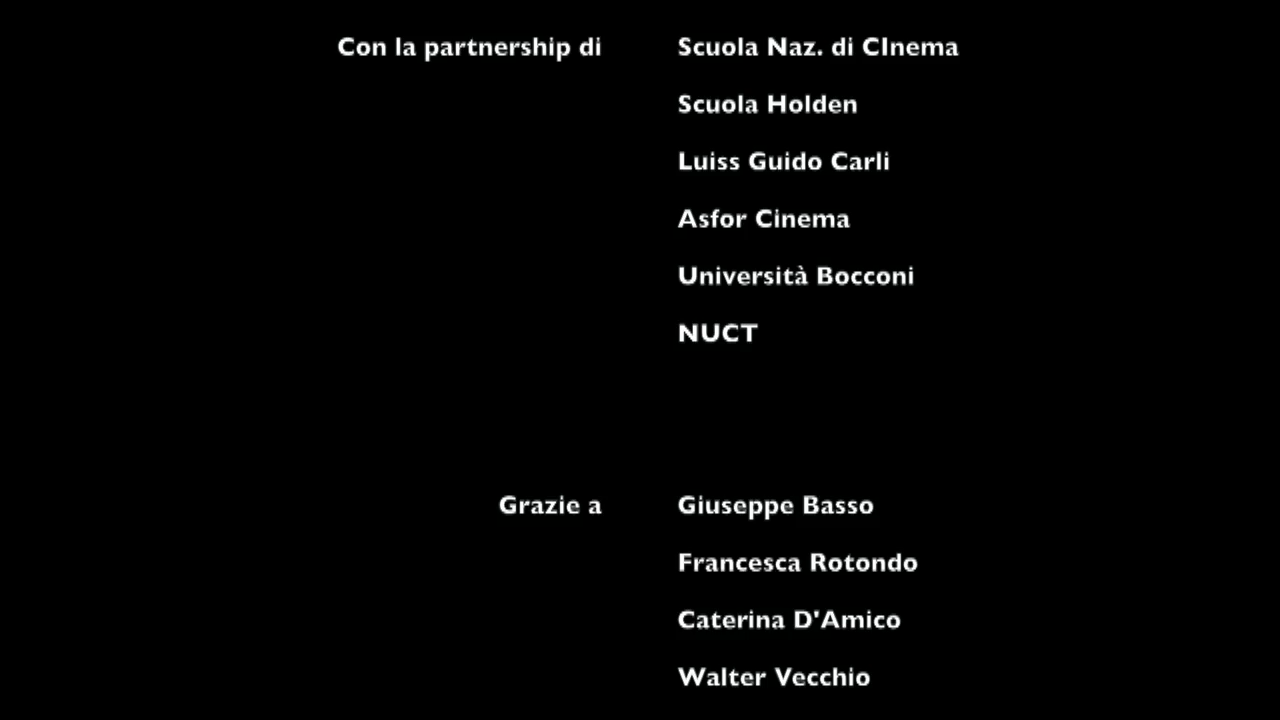 Con la partnership di Scuola Naz. di CInema
Scuola Holden
Luiss Guido Carli
Asfor Cinema
Università Bocconi
NUCT
Grazie a Giuseppe Basso
Francesca Rotondo
Caterina D'Amico
Walter Vecchio